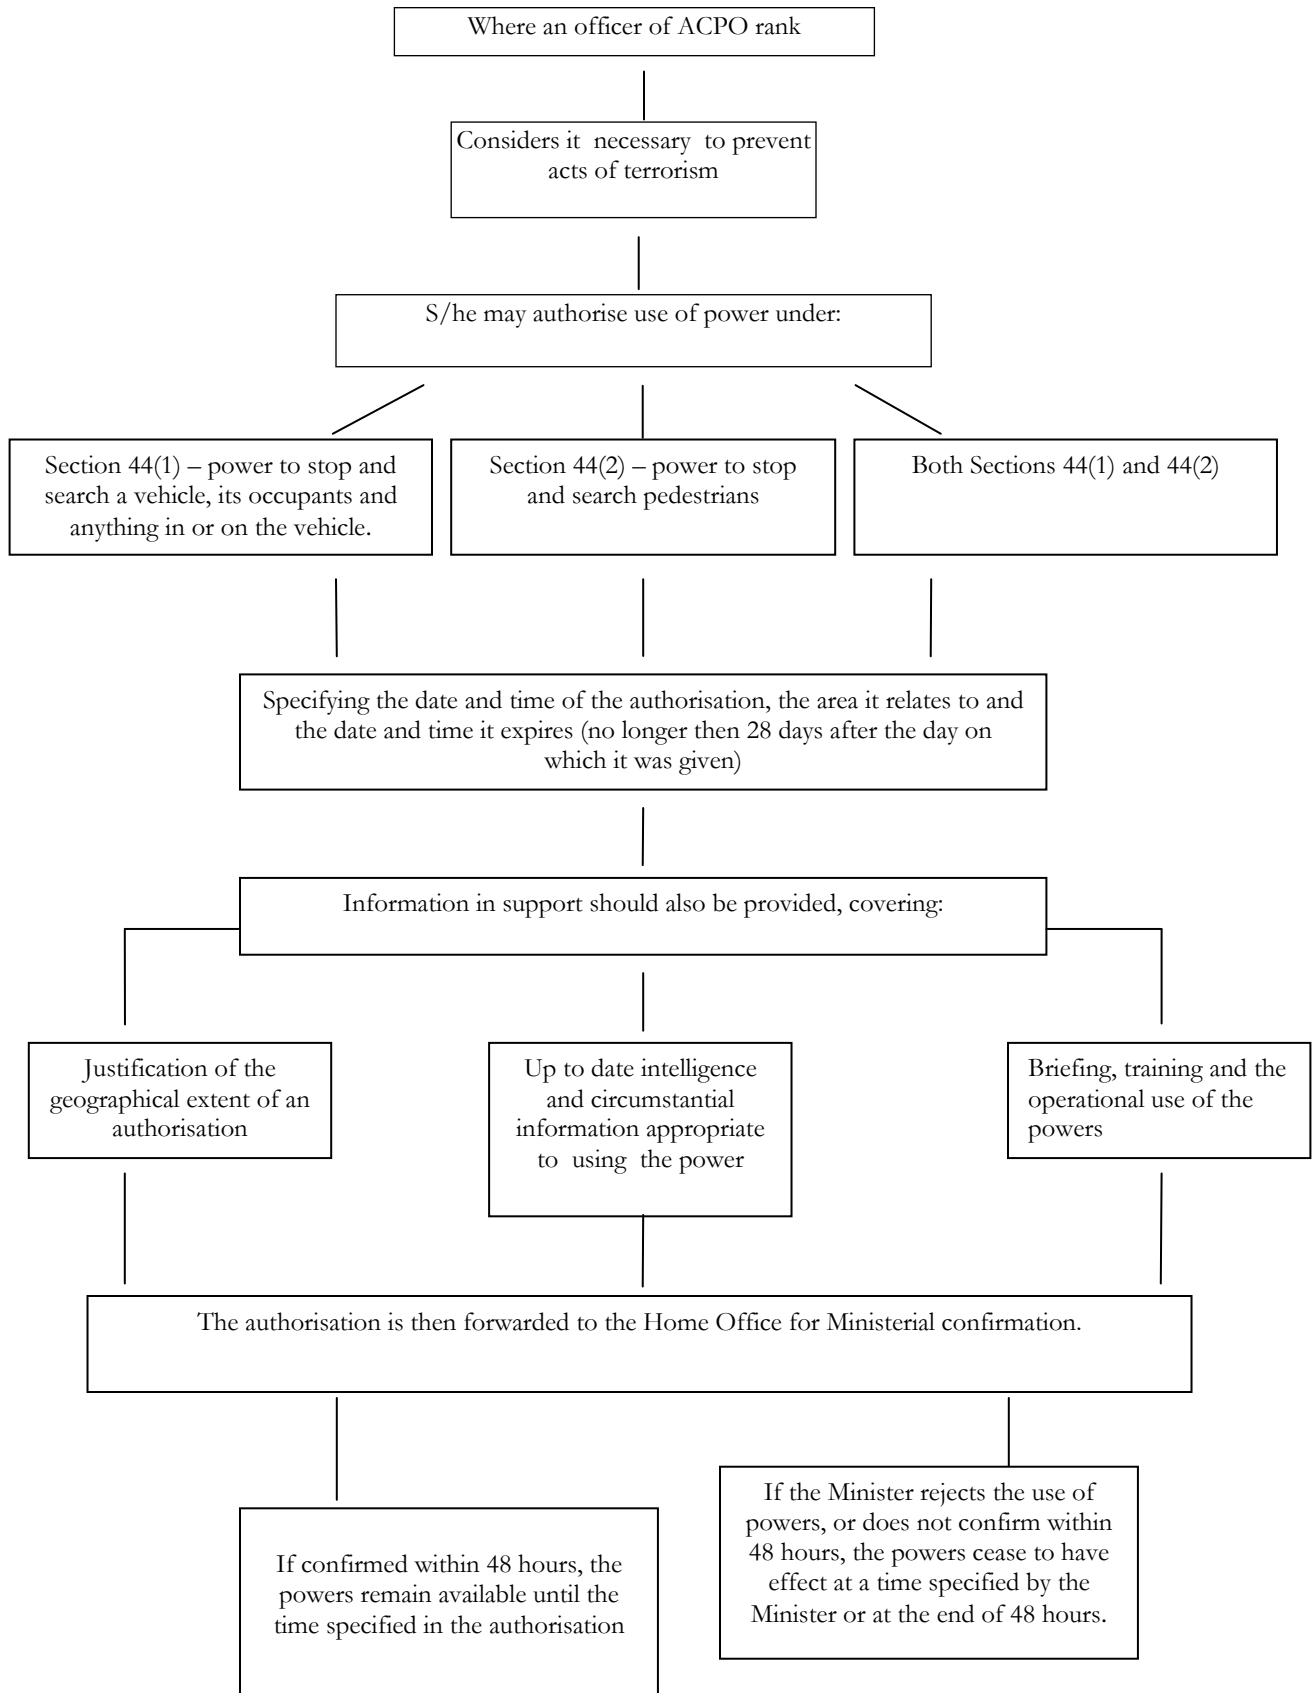 Where an officer of ACPO rank
Considers it necessary to prevent
acts of terrorism
S/he may authorise use of power under:
Section 44(1) – power to stop and
search a vehicle, its occupants and
anything in or on the vehicle.
Section 44(2) – power to stop
and search pedestrians
Both Sections 44(1) and 44(2)
Specifying the date and time of the authorisation, the area it relates to and
the date and time it expires (no longer then 28 days after the day on
which it was given)
Information in support should also be provided, covering:
Justification of the
geographical extent of an
authorisation
Up to date intelligence
and circumstantial
information appropriate
to using the power
Briefing, training and the
operational use of the
powers
The authorisation is then forwarded to the Home Office for Ministerial confirmation.
If confirmed within 48 hours, the
powers remain available until the
time specified in the authorisation
If the Minister rejects the use of
powers, or does not confirm within
48 hours, the powers cease to have
effect at a time specified by the
Minister or at the end of 48 hours.